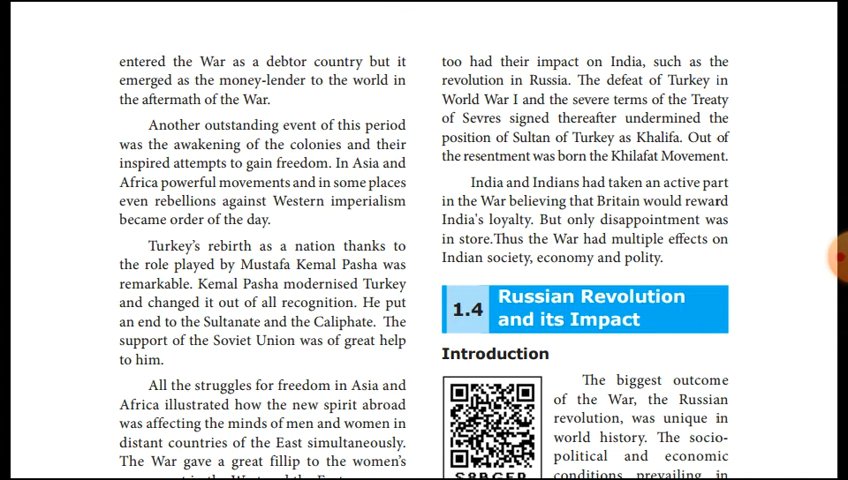 entered the War as a debtor country but it
emerged as the money-lender to the world in
the aftermath of the War.
Another outstanding event of this period
was the awakening of the colonies and their
inspired attempts to gain freedom. In Asia and
Africa powerful movements and in some places
even rebellions against Western imperialism
became order of the day.
Turkey's rebirth as a nation thanks to
the role played by Mustafa Kemal Pasha was
remarkable. Kemal Pasha modernised Turkey
and changed it out of all recognition. He put
an end to the Sultanate and the Caliphate. The
support of the Soviet Union was of great help
to him.
All the struggles for freedom in Asia and
Africa illustrated how the new spirit abroad
was affecting the minds of men and women in
distant countries of the East simultaneously.
The War gave a great fillip to the women's
too had their impact on India, such as the
revolution in Russia. The defeat of Turkey in
World War I and the severe terms of the Treaty
of Sevres signed thereafter undermined the
position of Sultan of Turkey as Khalifa. Out of
the resentment was born the Khilafat Movement.
India and Indians had taken an active part
in the War believing that Britain would reward
India's loyalty. But only disappointment was
in store.Thus the War had multiple effects on
Indian society, economy and polity.
1.4 Russian Revolution
and its Impact
Introduction
The biggest outcome
of the War, the Russian
revolution, was unique in
world history. The socio-
political and economic
conditions prevailing in